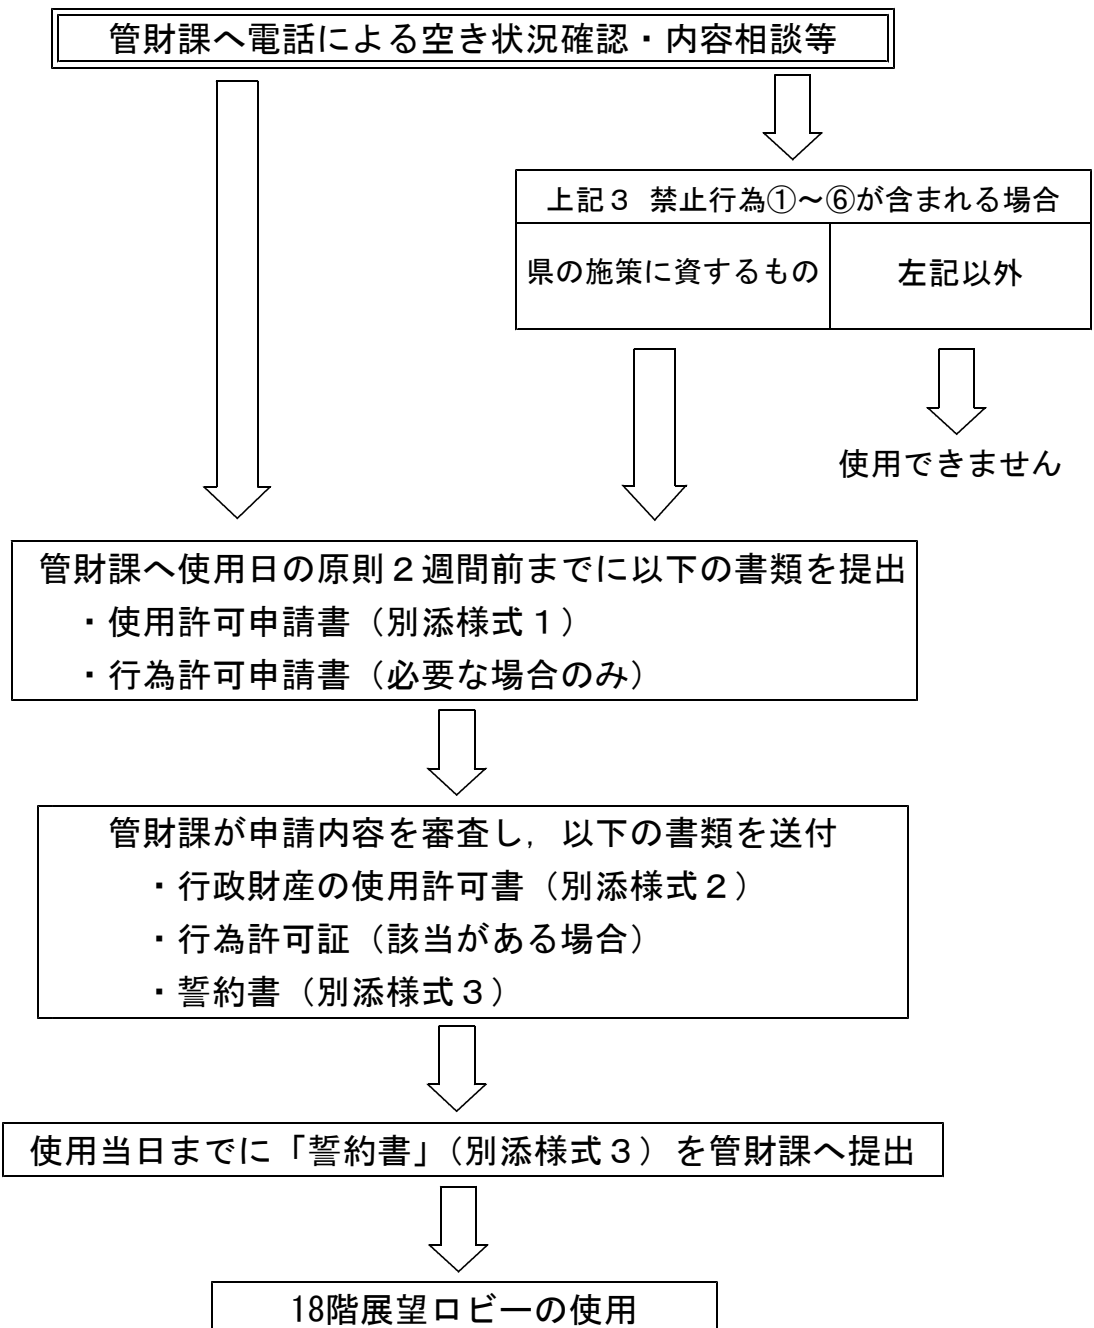 管財課へ電話による空き状況確認・内容相談等
上記３ 禁止行為①～⑥が含まれる場合
県の施策に資するもの
左記以外
使用できません
管財課へ使用日の原則２週間前までに以下の書類を提出
・使用許可申請書（別添様式１）
・行為許可申請書（必要な場合のみ）
管財課が申請内容を審査し，以下の書類を送付
・行政財産の使用許可書（別添様式２）
・行為許可証（該当がある場合）
・誓約書（別添様式３）
使用当日までに「誓約書」（別添様式３）を管財課へ提出
18階展望ロビーの使用